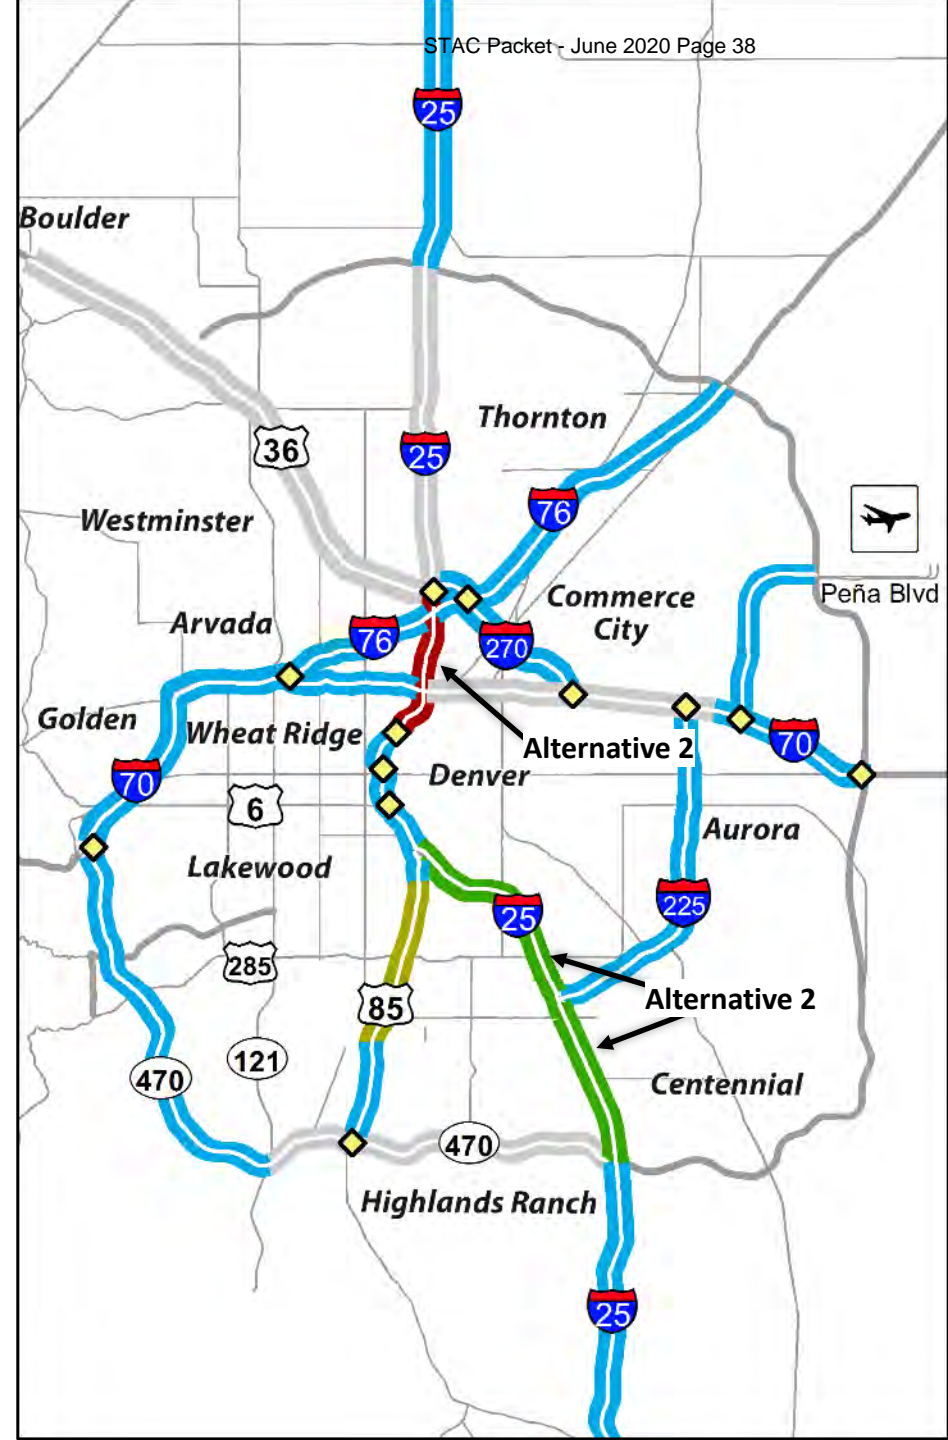 STAC Packet - June 2020 Page 38
25
Boulder
Thornton
36
25
76
Westminster
Commerce
City
Peña Blvd
Arvada
76
270
Golden
Wheat Ridge
Alternative 2
70
70
Denver
6
Aurora
Lakewood
25
225
285
Alternative 2
85
121
470
Centennial
470
Highlands Ranch
25